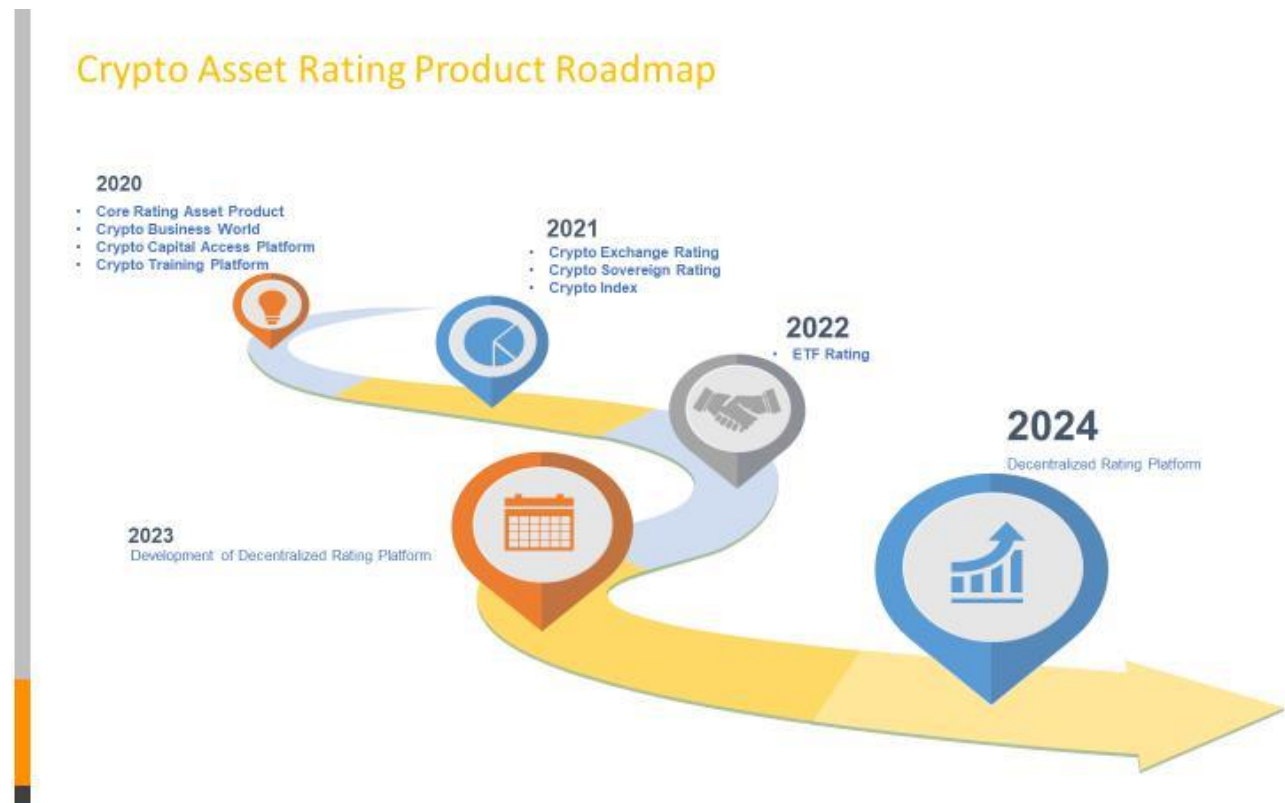 Crypto Asset Rating Product Roadmap
2020
• Core Rating Asset Product
• Crypto Business World
• Crypto Capital Access Platform
• Crypto Training Platform
2021
• Crypto Exchange Rating
• Crypto Sovereign Rating
• Crypto Index
2022
• ETF Rating
2023
Development of Decentralized Rating Platform
2024
Decentralized Rating Platform